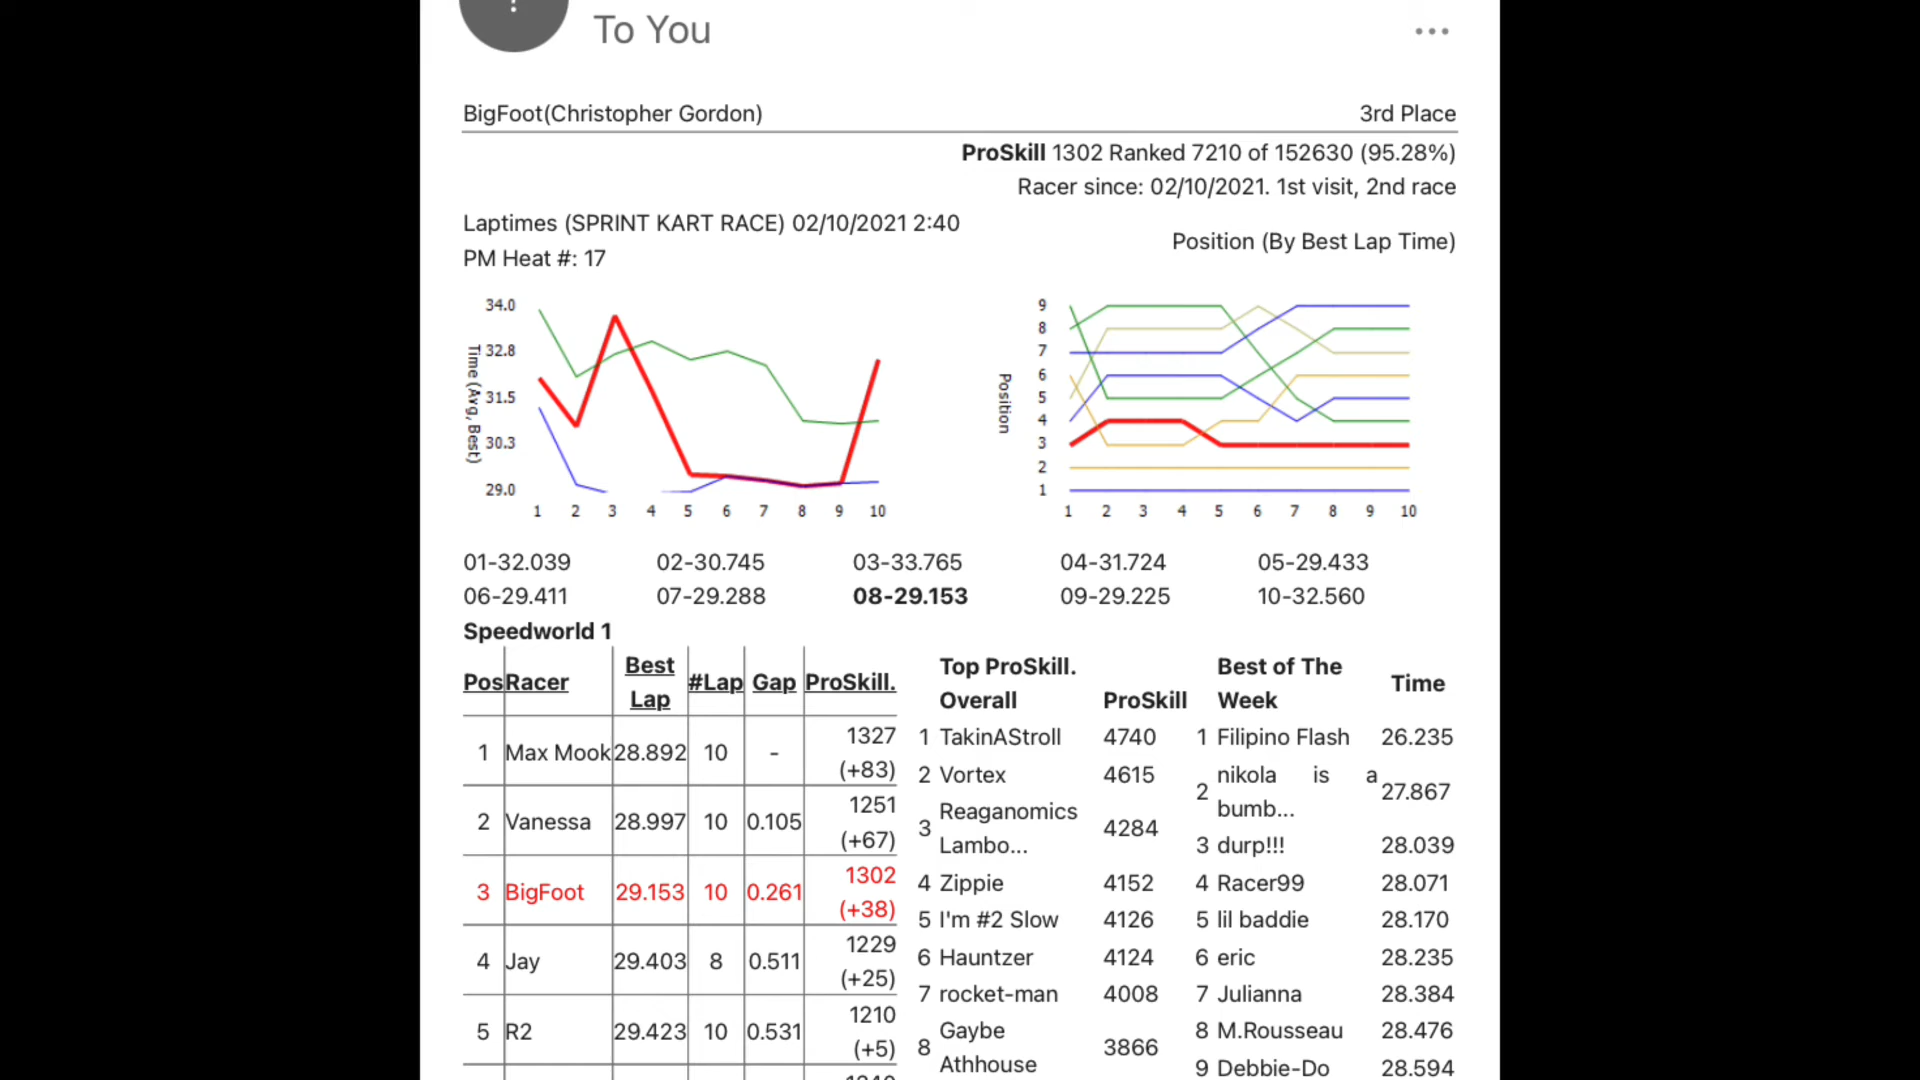 To You
BigFoot(Christopher Gordon) 3rd Place
ProSkill 1302 Ranked 7210 of 152630 (95.28%)
Racer since: 02/10/2021. 1st visit, 2nd race
Laptimes (SPRINT KART RACE) 02/10/2021 2:40
PM Heat #: 17
Position (By Best Lap Time)
Time (Avg, Best)
34.0
32.8
31.5
30.3
29.0
1 2 3 4 5 6 7 8 9 10
Position
9
8
7
6
5
4
3
2
1
1 2 3 4 5 6 7 8 9 10
01-32.039 02-30.745 03-33.765 04-31.724 05-29.433
06-29.411 07-29.288 08-29.153 09-29.225 10-32.560
Speedworld 1
Pos Racer Best Lap #Lap Gap ProSkill.
1 Max Mook 28.892 10 - 1327 (+83)
2 Vanessa 28.997 10 0.105 1251 (+67)
3 BigFoot 29.153 10 0.261 1302 (+38)
4 Jay 29.403 8 0.511 1229 (+25)
5 R2 29.423 10 0.531 1210 (+5)
Top ProSkill. Overall ProSkill
1 TakinAStroll 4740
2 Vortex 4615
3 Reaganomics Lambo... 4284
4 Zippie 4152
5 I'm #2 Slow 4126
6 Hauntzer 4124
7 rocket-man 4008
8 Gaybe Athhouse 3866
Best of The Week Time
1 Filipino Flash 26.235
2 nikola is a bumb... 27.867
3 durp!!! 28.039
4 Racer99 28.071
5 lil baddie 28.170
6 eric 28.235
7 Julianna 28.384
8 M.Rousseau 28.476
9 Debbie-Do 28.594